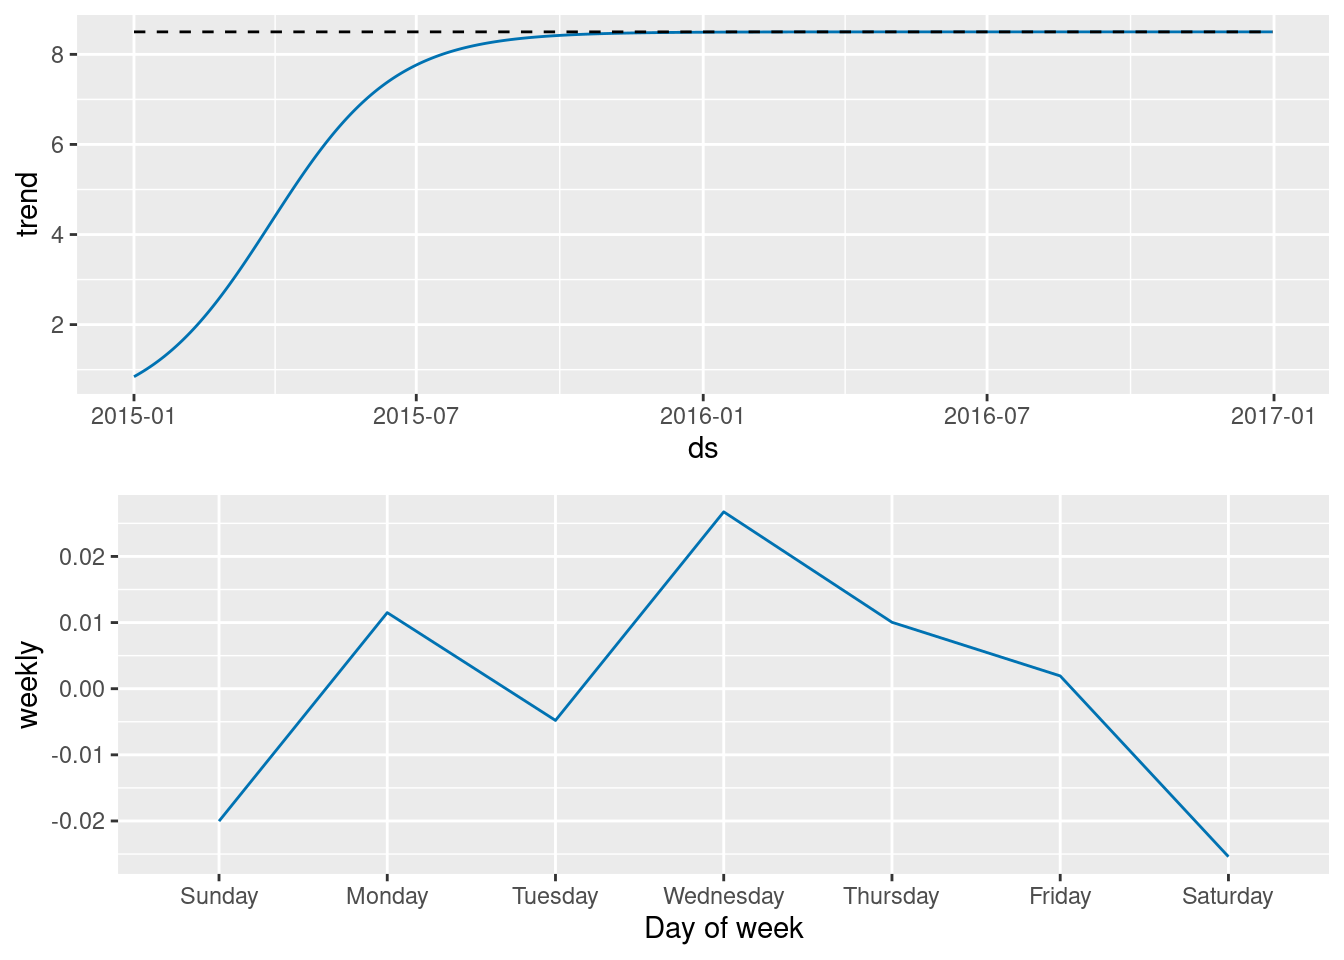 8
6
4
2
trend
2015-01 2015-07 2016-01 2016-07 2017-01
ds
0.02
0.01
0.00
-0.01
-0.02
weekly
Sunday Monday Tuesday Wednesday Thursday Friday Saturday
Day of week